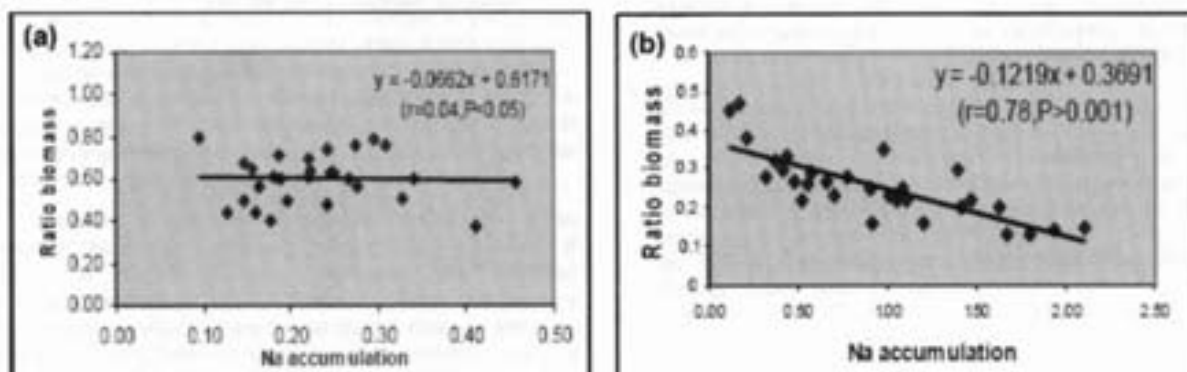 (a)
Ratio biomass
1.20
1.00
0.80
0.60
0.40
0.20
0.00
y = -0.0662x + 0.6171
(r=0.04,P<0.05)
0.00 0.10 0.20 0.30 0.40 0.50
Na accumulation
(b)
Ratio biomass
0.6
0.5
0.4
0.3
0.2
0.1
0
y = -0.1219x + 0.3691
(r=0.78,P>0.001)
0.00 0.50 1.00 1.50 2.00 2.50
Na accumulation